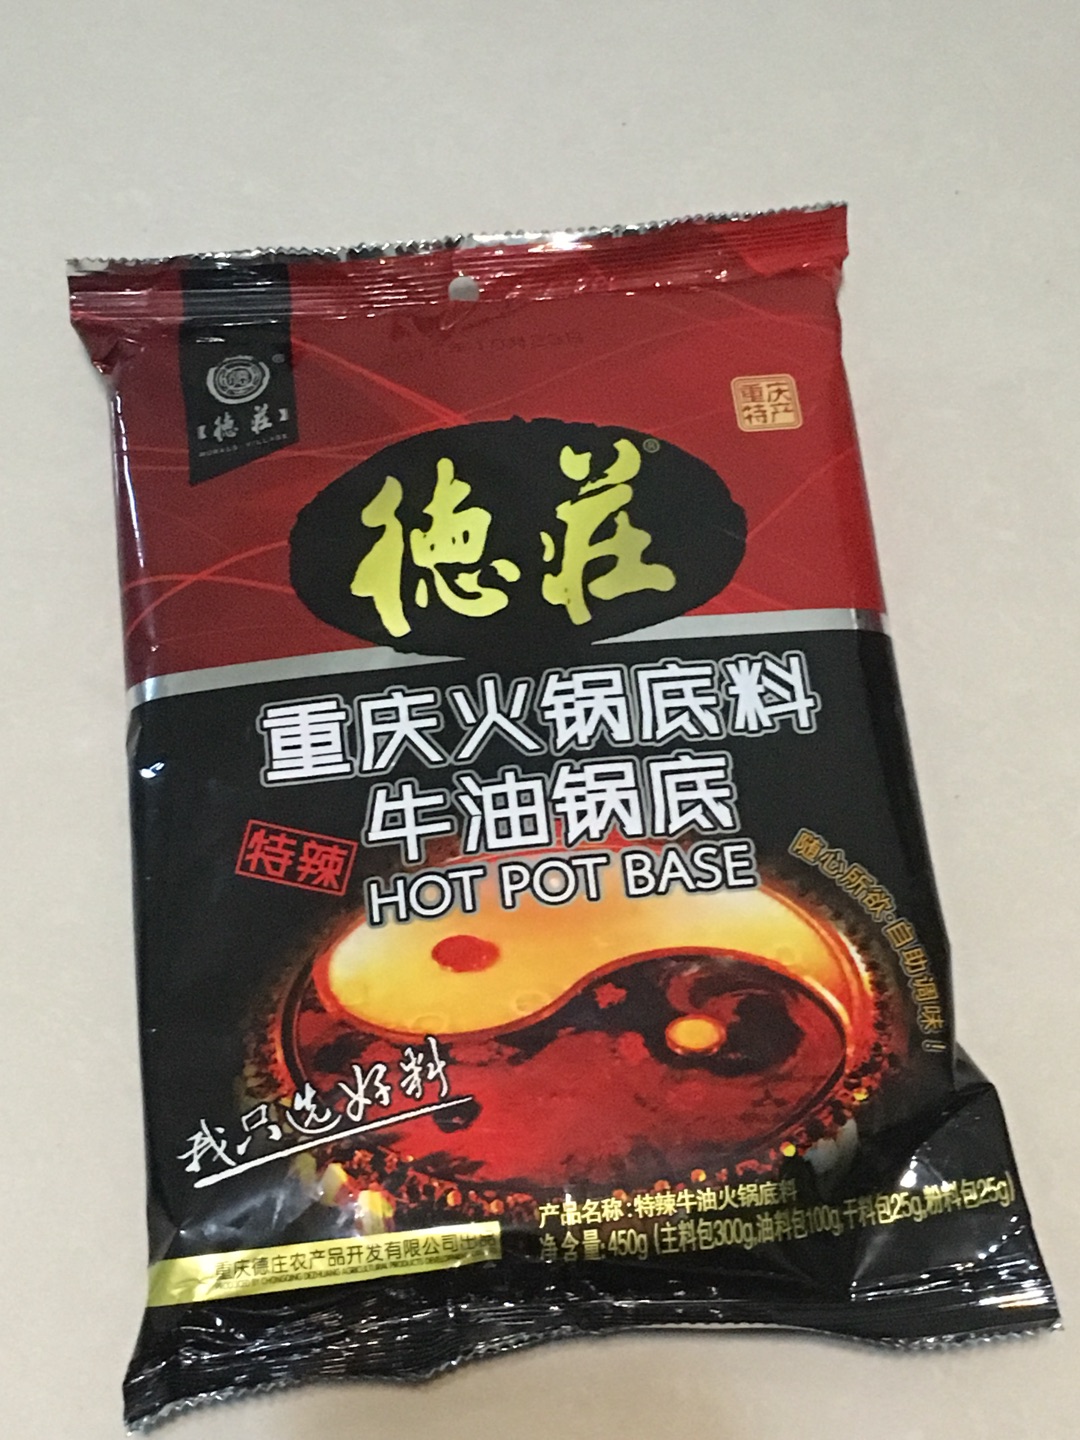 【德莊】
MORALS VILLAGE
重庆
特产
德莊
重庆火锅底料
牛油锅底
特辣
HOT POT BASE
随心所欲·自助调味！
我只选好料
产品名称:特辣牛油火锅底料
净含量:450g (主料包300g,油料包100g,干料包25g,粉料包25g)
重庆德庄农产品开发有限公司出品